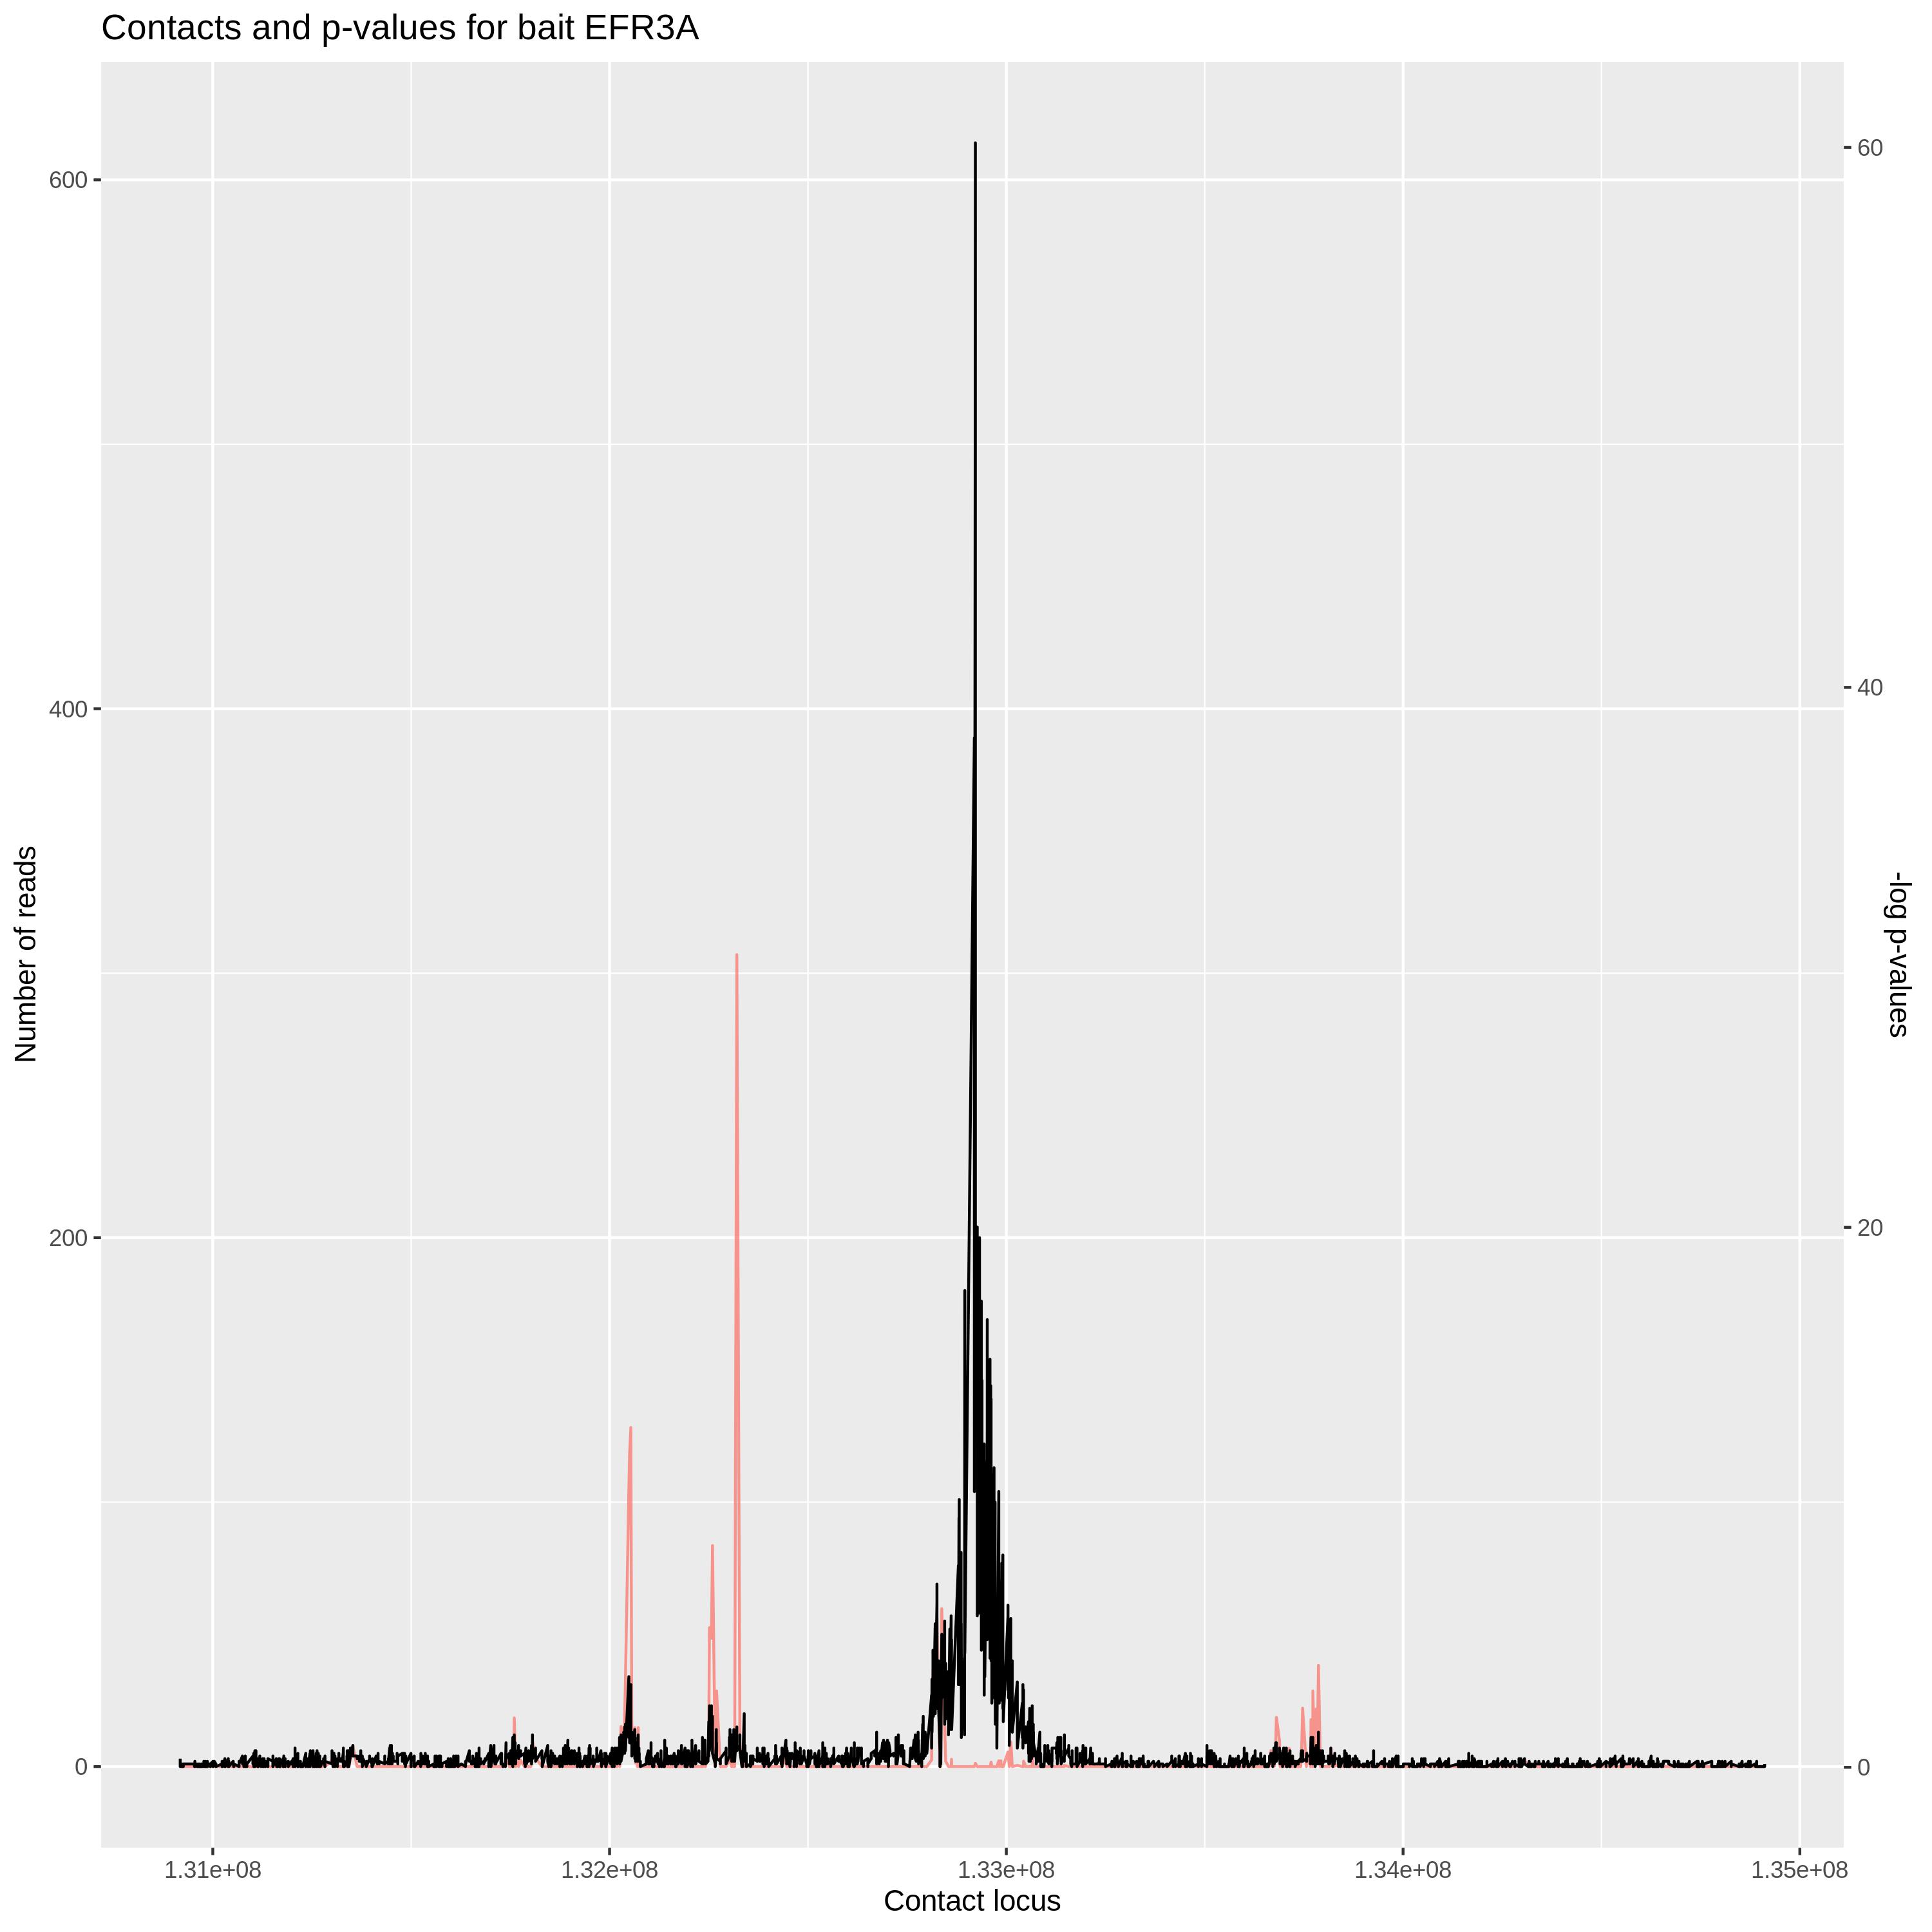 Contacts and p-values for bait EFR3A
600
400
200
0
Number of reads
60
40
20
0
-log p-values
1.31e+08
1.32e+08
1.33e+08
1.34e+08
1.35e+08
Contact locus